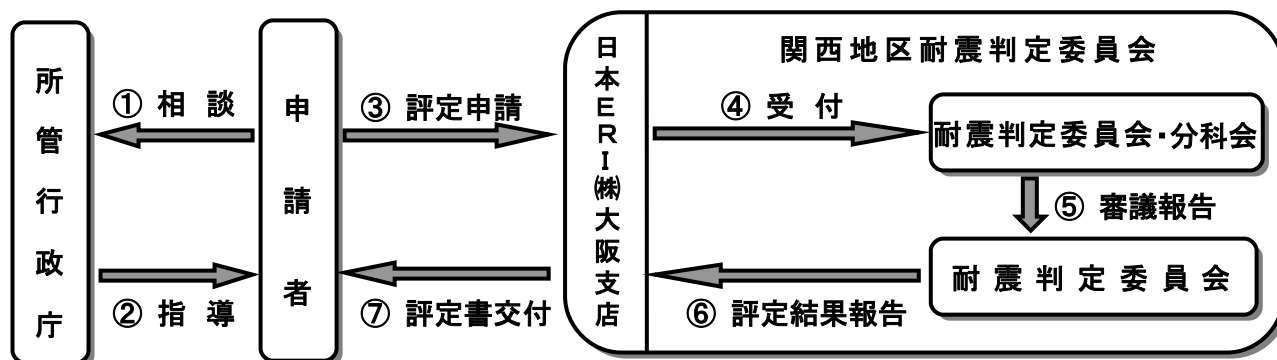 所管行政庁
① 相 談
② 指 導
申請者
③ 評定申請
⑦ 評定書交付
日本ERI㈱大阪支店
関西地区耐震判定委員会
④ 受 付
耐震判定委員会・分科会
⑤ 審議報告
耐震判定委員会
⑥ 評定結果報告